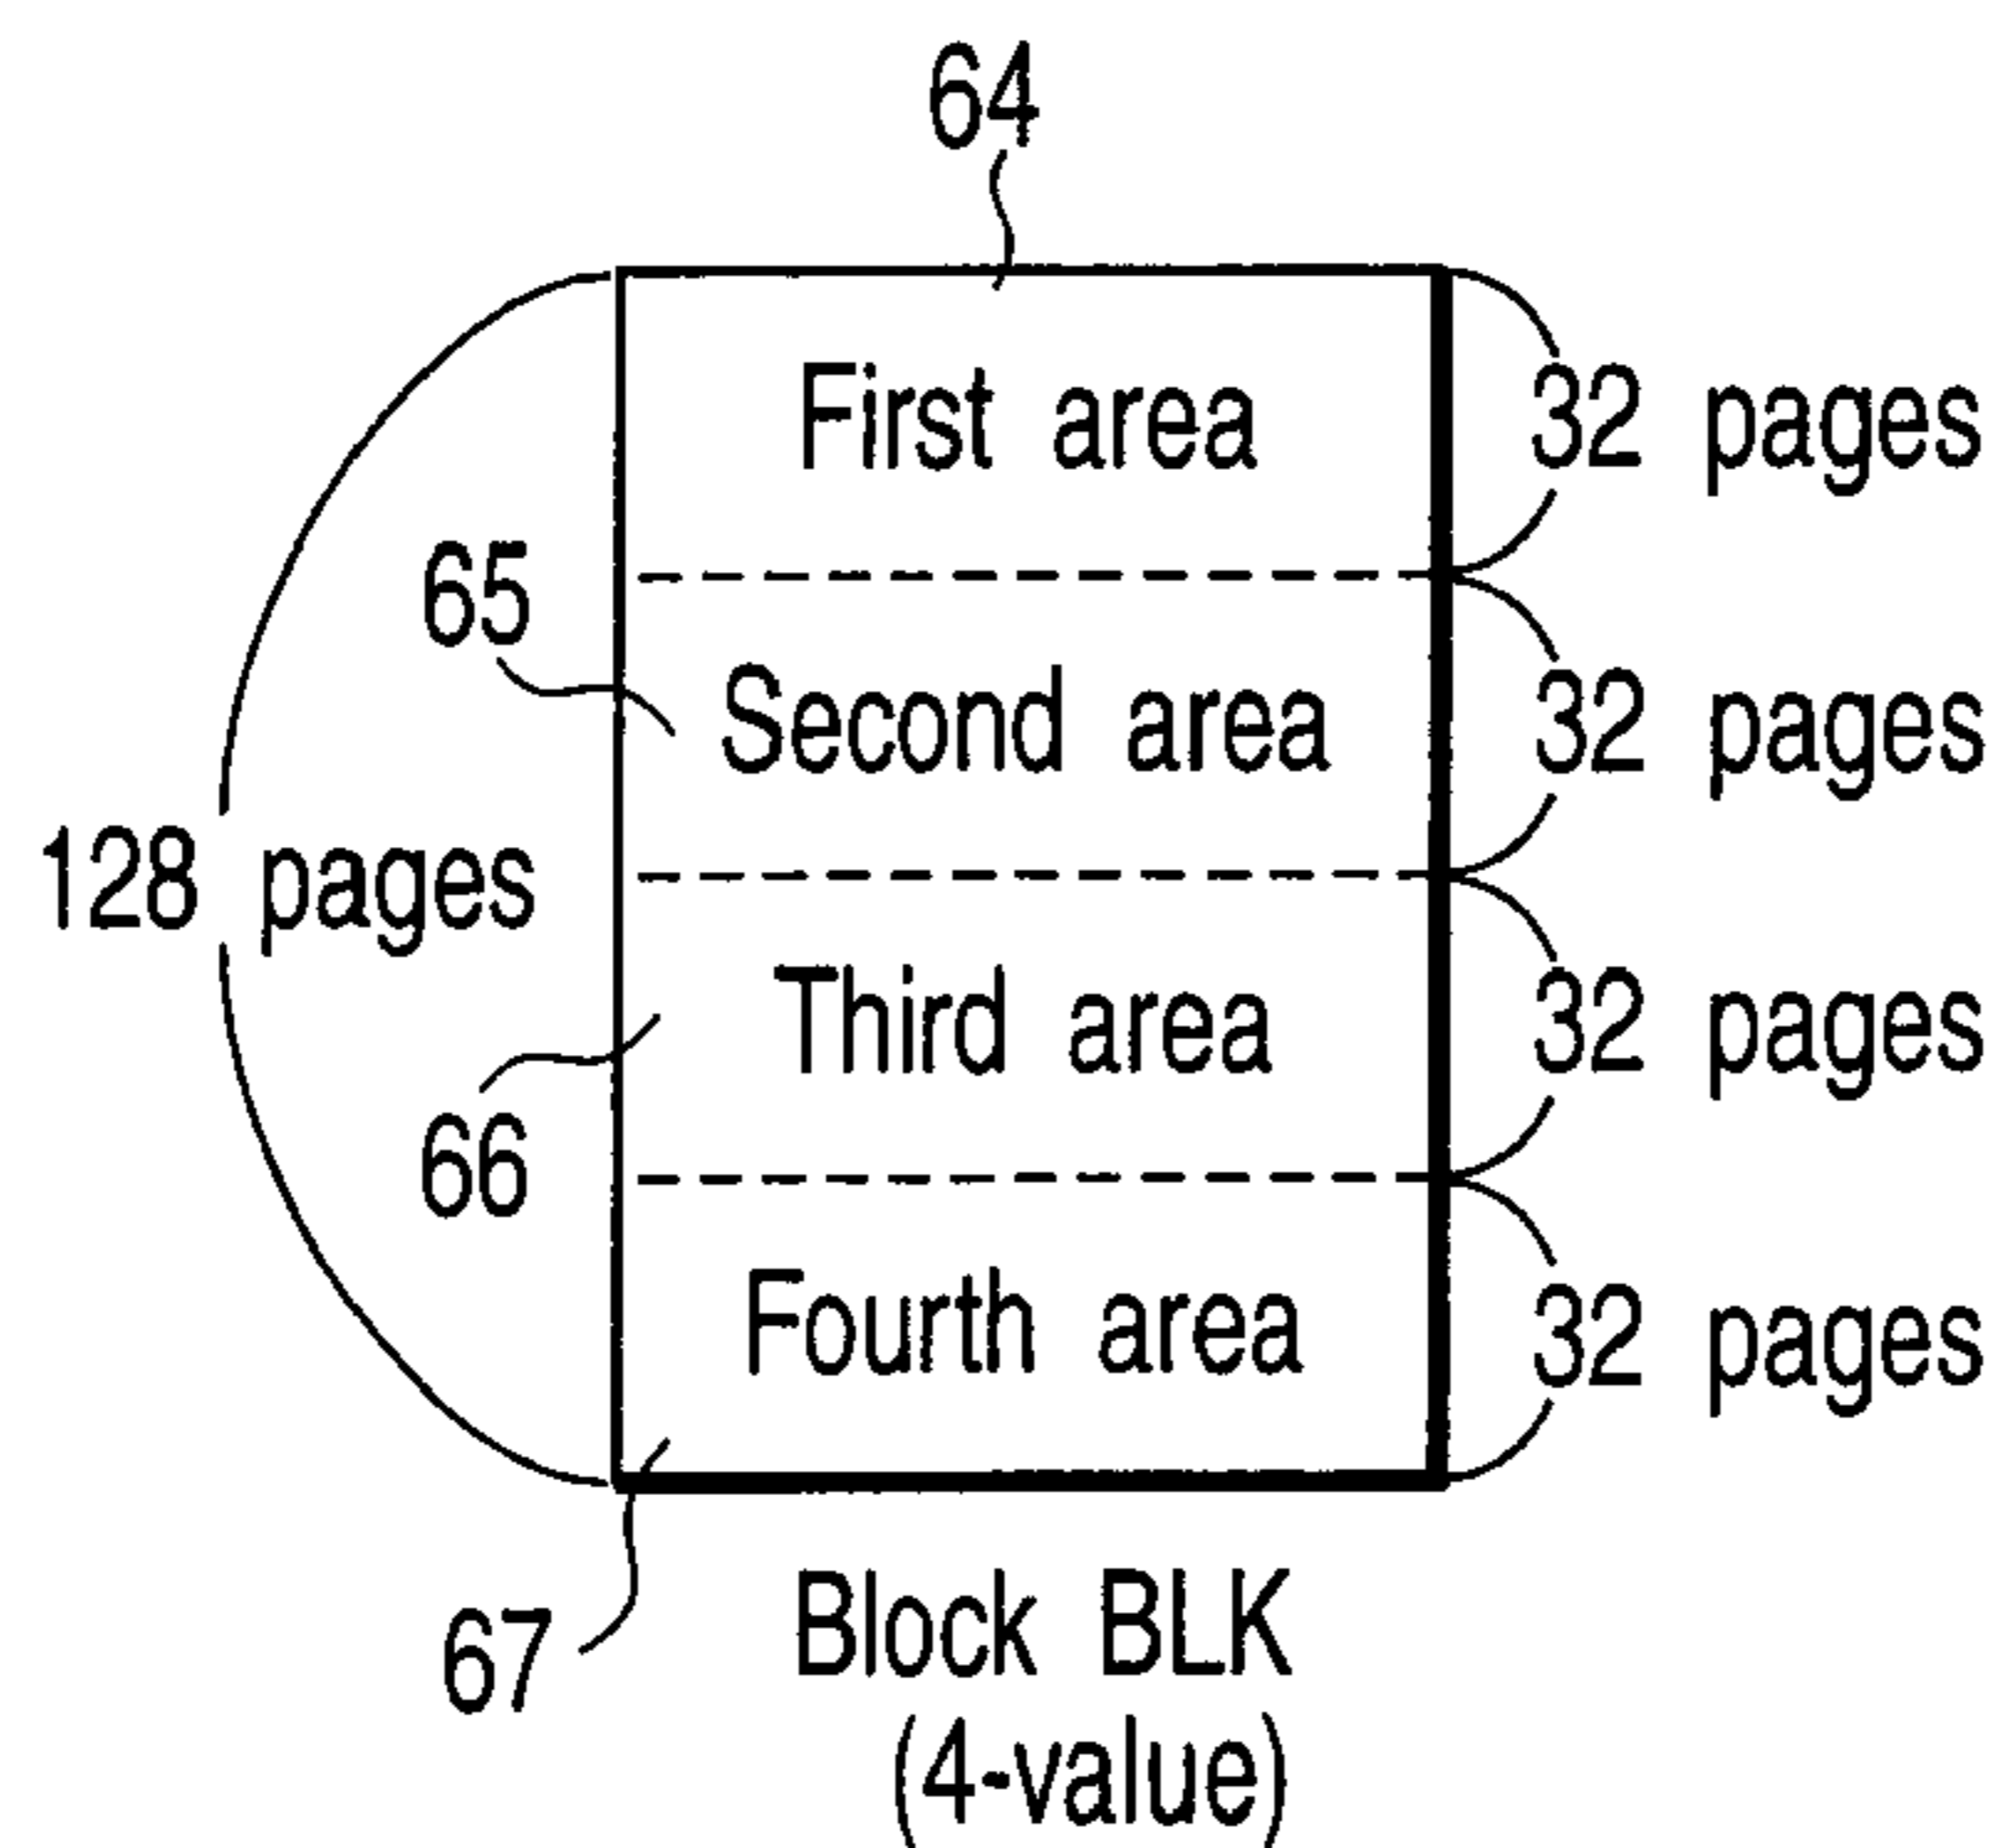 64
First area
32 pages
65
Second area
32 pages
128 pages
Third area
32 pages
66
Fourth area
32 pages
67
Block BLK
(4-value)